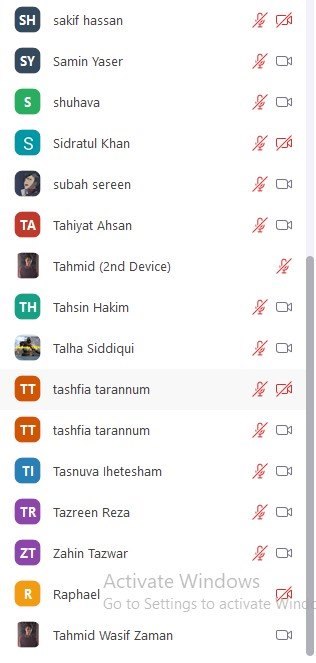 SH sakif hassan
SY Samin Yaser
S shuhava
S Sidratul Khan
subah sereen
TA Tahiyat Ahsan
Tahmid (2nd Device)
TH Tahsin Hakim
Talha Siddiqui
TT tashfia tarannum
TT tashfia tarannum
TI Tasnuva Ihetesham
TR Tazreen Reza
ZT Zahin Tazwar
Activate Windows
R Raphael
Go to Settings to activate Windo
Tahmid Wasif Zaman